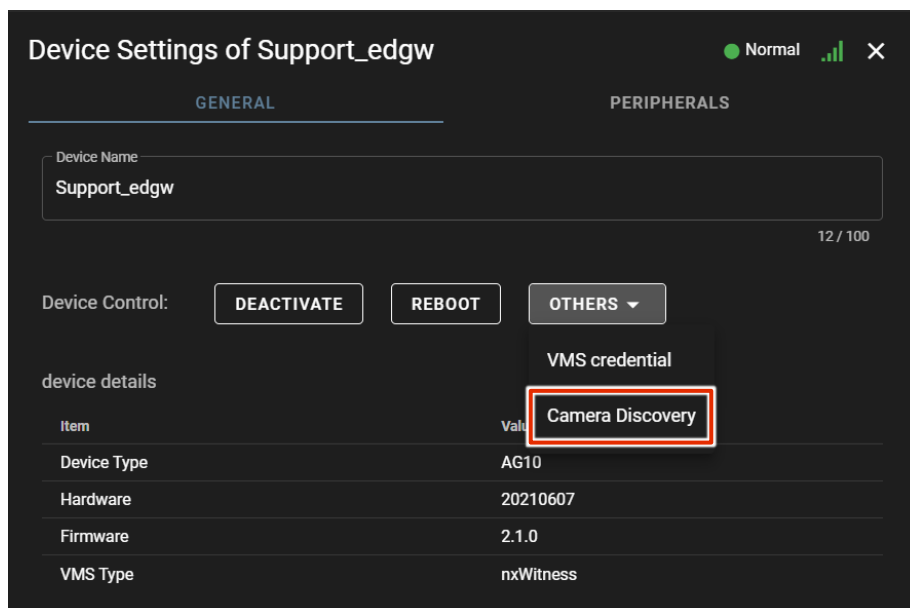 Device Settings of Support_edgw
Normal
GENERAL
PERIPHERALS
Device Name
Support_edgw
12 / 100
Device Control:
DEACTIVATE
REBOOT
OTHERS
VMS credential
Camera Discovery
device details
Item
Valu
Device Type
AG10
Hardware
20210607
Firmware
2.1.0
VMS Type
nxWitness